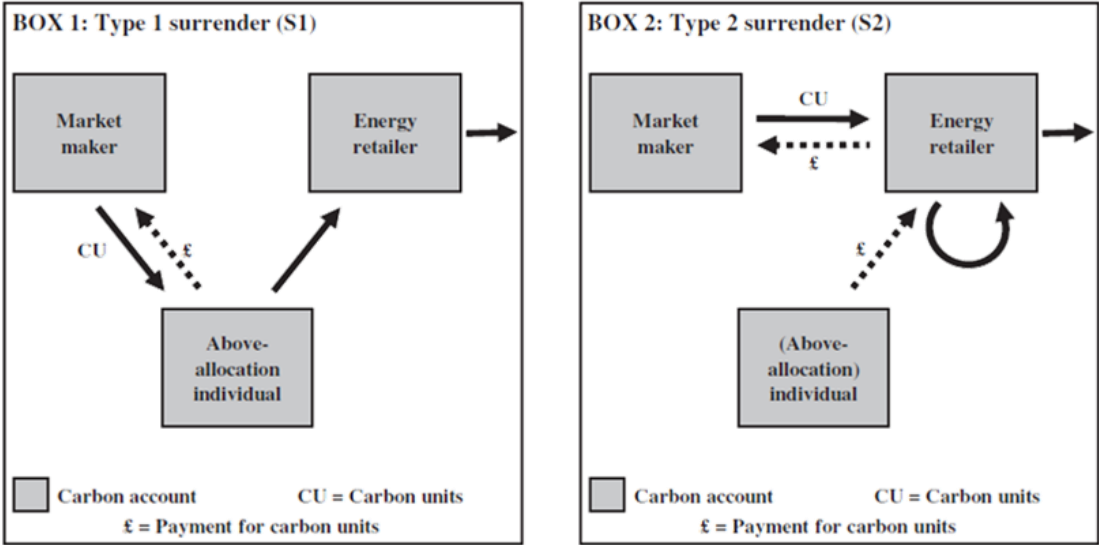 BOX 1: Type 1 surrender (S1)
Market
maker
Energy
retailer
CU
£
Above-
allocation
individual
Carbon account
CU = Carbon units
£ = Payment for carbon units
BOX 2: Type 2 surrender (S2)
Market
maker
CU
£
Energy
retailer
£
(Above-
allocation)
individual
Carbon account
CU = Carbon units
£ = Payment for carbon units